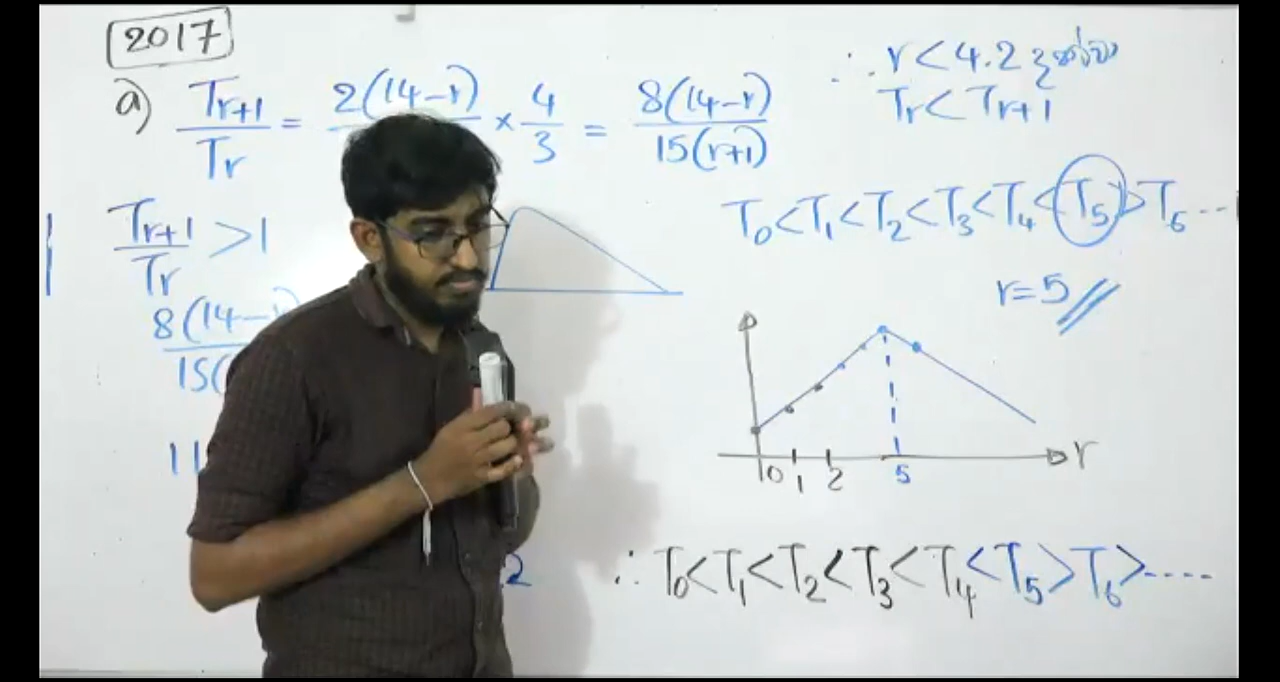 2017
a) Tr+1/Tr = 2(14-r) × 4/3 = 8(14-r)/15(r+1)
Tr+1/Tr > 1
8(14-
15(
11
.2
∴ r < 4.2
Tr < Tr+1
T0 < T1 < T2 < T3 < T4 < T5 > T6 ---
r=5
0 1 2 5 r
∴ T0 < T1 < T2 < T3 < T4 < T5 > T6 > ----